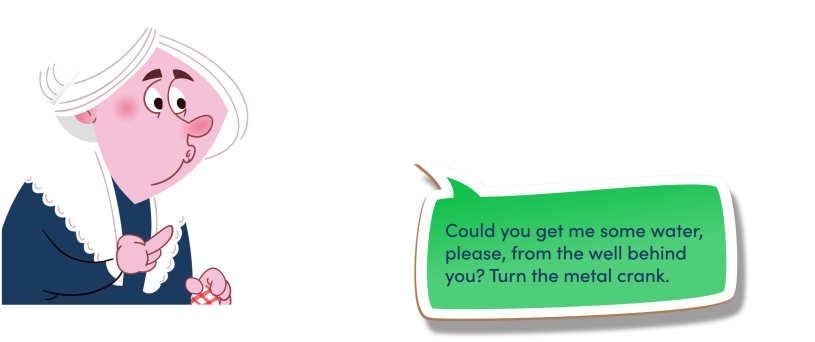 Could you get me some water,
please, from the well behind
you? Turn the metal crank.